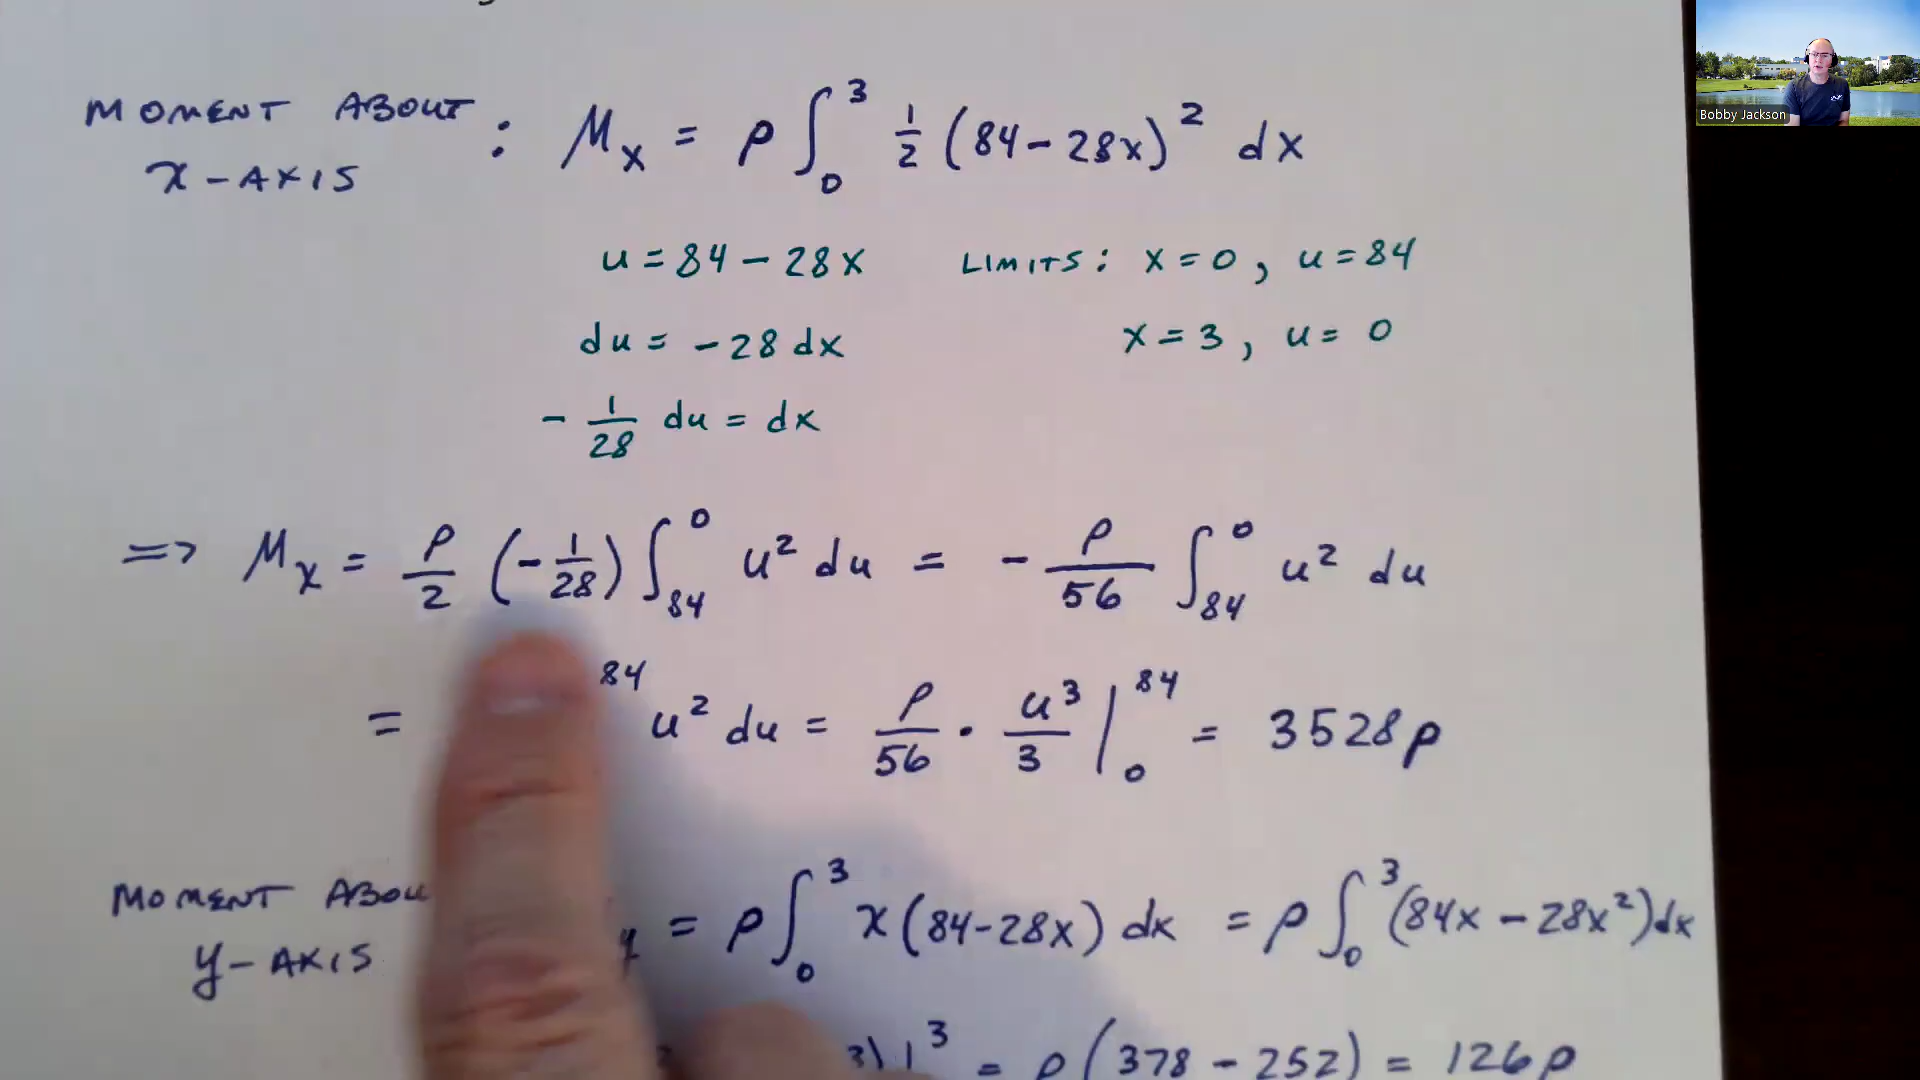 Bobby Jackson
MOMENT ABOUT x-AXIS : Mx = ρ ∫₀³ 1/2 (84 - 28x)² dx
u = 84 - 28x LIMITS: x = 0, u = 84
du = -28 dx x = 3, u = 0
- 1/28 du = dx
=> Mx = ρ/2 (- 1/28) ∫₈₄⁰ u² du = - ρ/56 ∫₈₄⁰ u² du
= 84 u² du = ρ/56 · u³/3 |₀⁸⁴ = 3528ρ
MOMENT y-AXIS = ρ ∫₀³ x(84-28x) dx = ρ ∫₀³ (84x - 28x²)dx
3 = ρ(378 - 252) = 126ρ